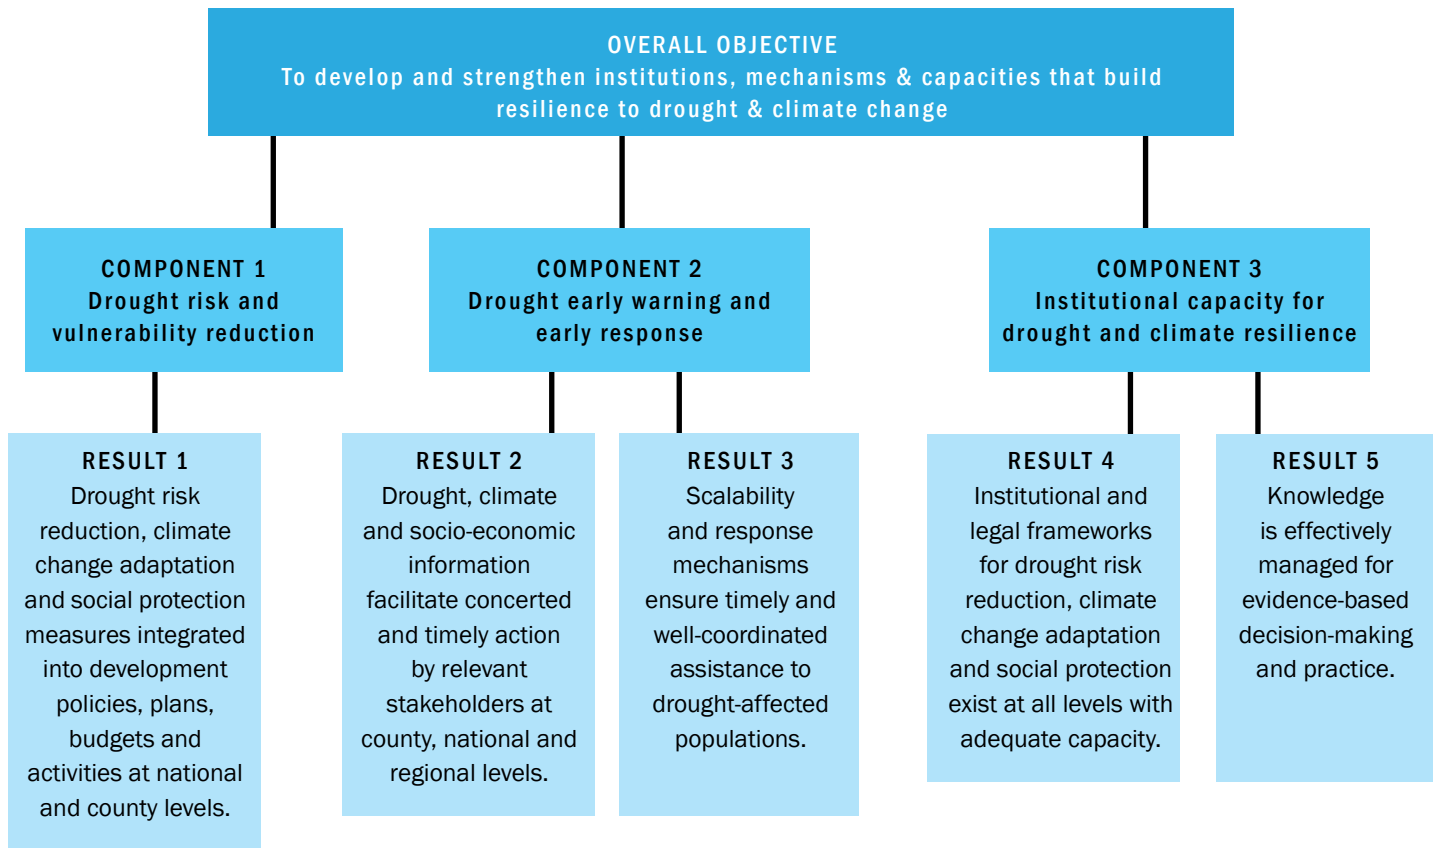 OVERALL OBJECTIVE
To develop and strengthen institutions, mechanisms & capacities that build
resilience to drought & climate change
COMPONENT 1
Drought risk and
vulnerability reduction
COMPONENT 2
Drought early warning and
early response
COMPONENT 3
Institutional capacity for
drought and climate resilience
RESULT 1
Drought risk
reduction, climate
change adaptation
and social protection
measures integrated
into development
policies, plans,
budgets and
activities at national
and county levels.
RESULT 2
Drought, climate
and socio-economic
information
facilitate concerted
and timely action
by relevant
stakeholders at
county, national and
regional levels.
RESULT 3
Scalability
and response
mechanisms
ensure timely and
well-coordinated
assistance to
drought-affected
populations.
RESULT 4
Institutional and
legal frameworks
for drought risk
reduction, climate
change adaptation
and social protection
exist at all levels with
adequate capacity.
RESULT 5
Knowledge
is effectively
managed for
evidence-based
decision-making
and practice.